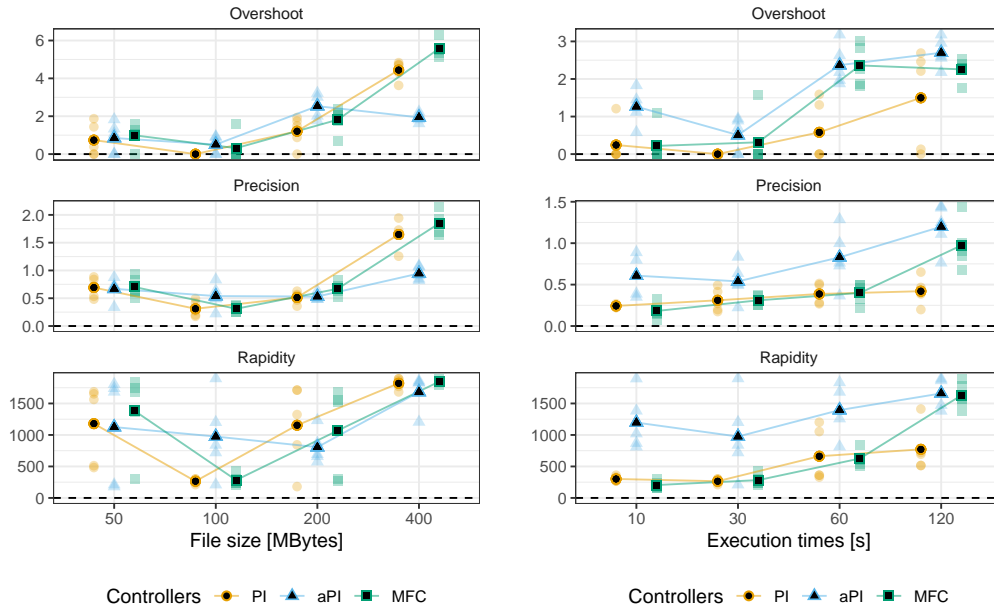 Overshoot
6
4
2
0
Precision
2.0
1.5
1.0
0.5
0.0
Rapidity
1500
1000
500
0
50 100 200 400
File size [MBytes]
Controllers PI aPI MFC
Overshoot
3
2
1
0
Precision
1.5
1.0
0.5
0.0
Rapidity
1500
1000
500
0
10 30 60 120
Execution times [s]
Controllers PI aPI MFC